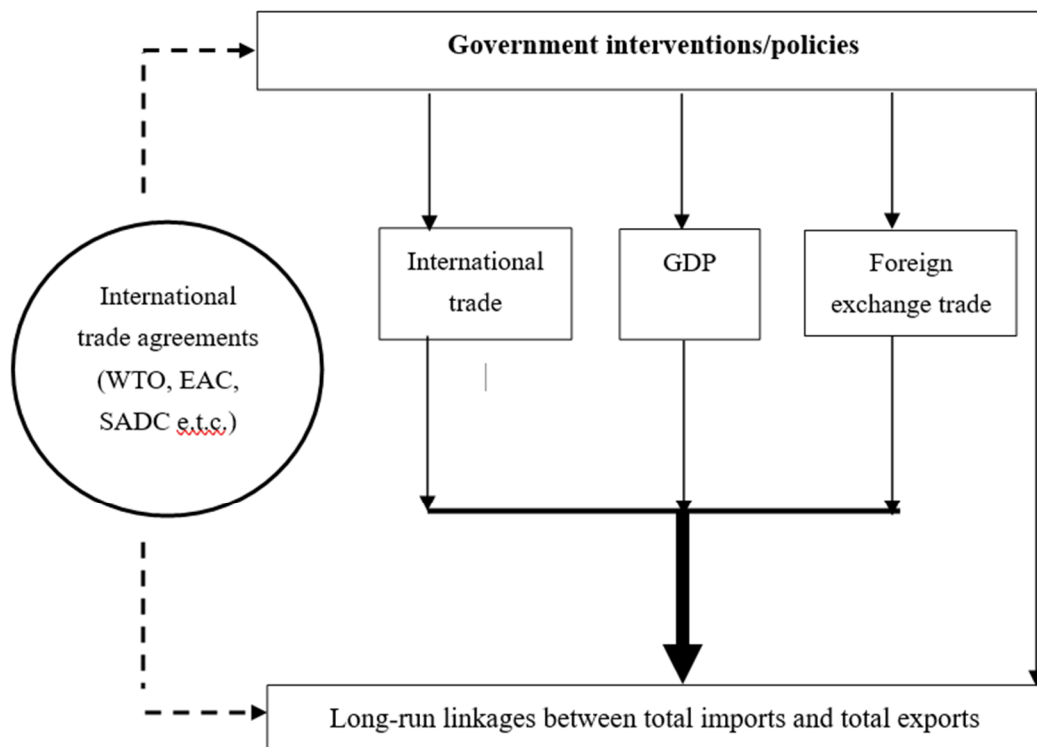 Government interventions/policies
International
trade
GDP
Foreign
exchange trade
International
trade agreements
(WTO, EAC,
SADC e.t.c.)
Long-run linkages between total imports and total exports